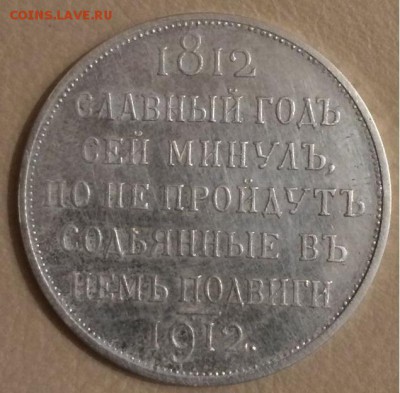 COINS.LAVE.RU
1812
СЛАВНЫЙ ГОДЪ
СЕЙ МИНУЛЪ,
НО НЕ ПРОЙДУТЪ
СОДѢЯННЫЕ ВЪ
НЕМЪ ПОДВИГИ
1912.